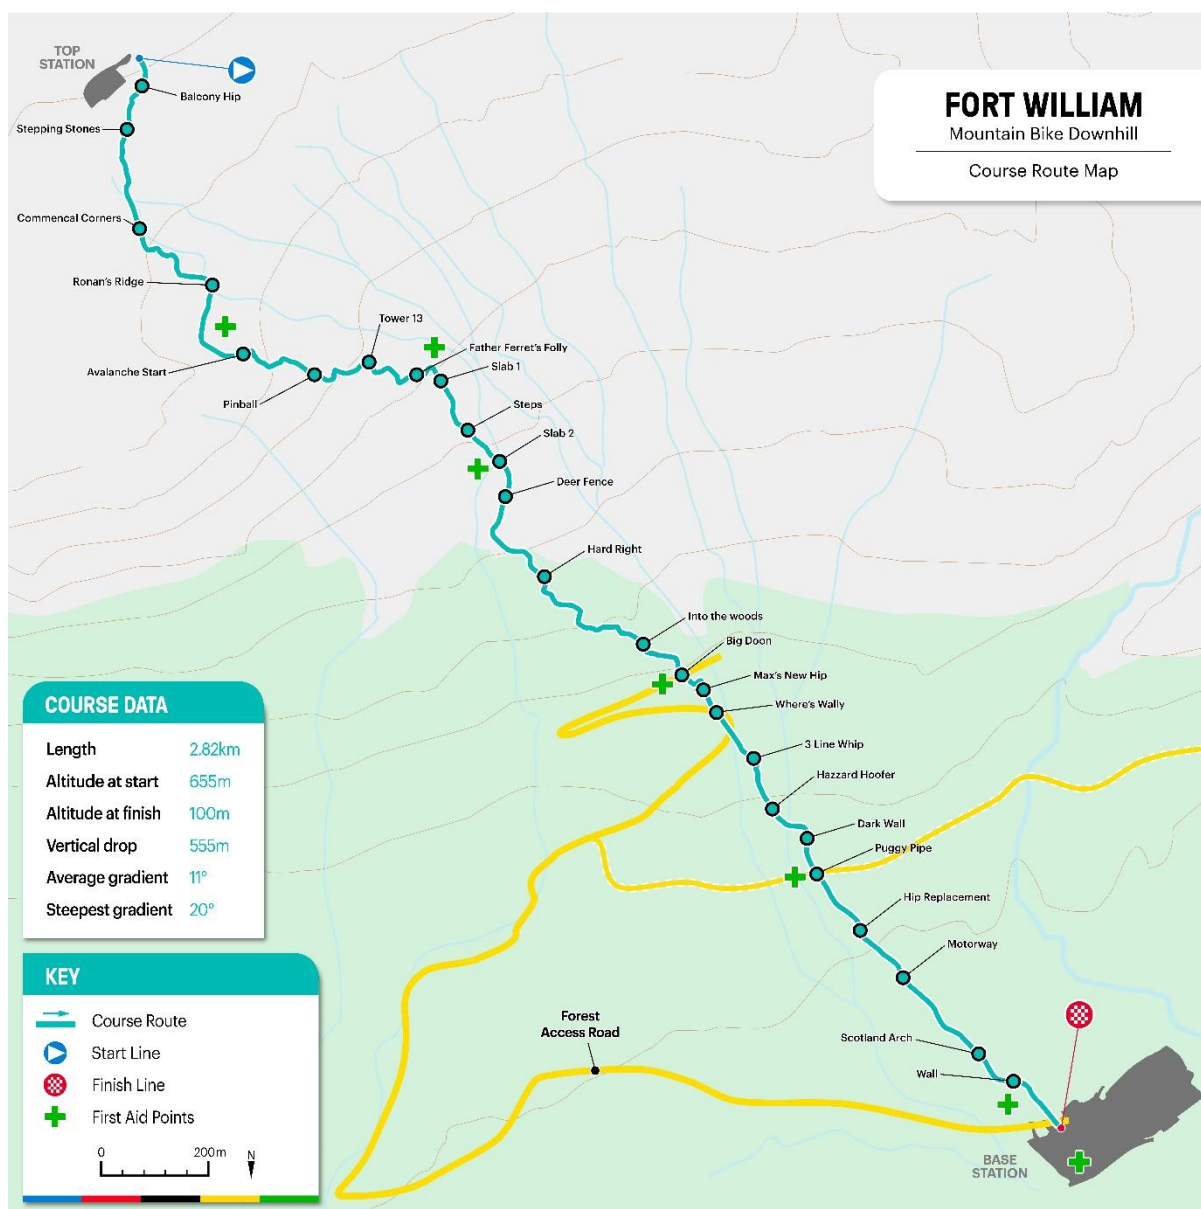 TOP
STATION
Balcony Hip
Stepping Stones
Commencal Corners
Ronan's Ridge
Avalanche Start
Pinball
Tower 13
Father Ferret's Folly
Slab 1
Steps
Slab 2
Deer Fence
Hard Right
Into the woods
Big Doon
Max's New Hip
Where's Wally
3 Line Whip
Hazzard Hoofer
Dark Wall
Puggy Pipe
Hip Replacement
Motorway
Scotland Arch
Wall
BASE
STATION
Forest
Access Road
FORT WILLIAM
Mountain Bike Downhill
Course Route Map
COURSE DATA
Length 2.82km
Altitude at start 655m
Altitude at finish 100m
Vertical drop 555m
Average gradient 11°
Steepest gradient 20°
KEY
Course Route
Start Line
Finish Line
First Aid Points
0 200m N